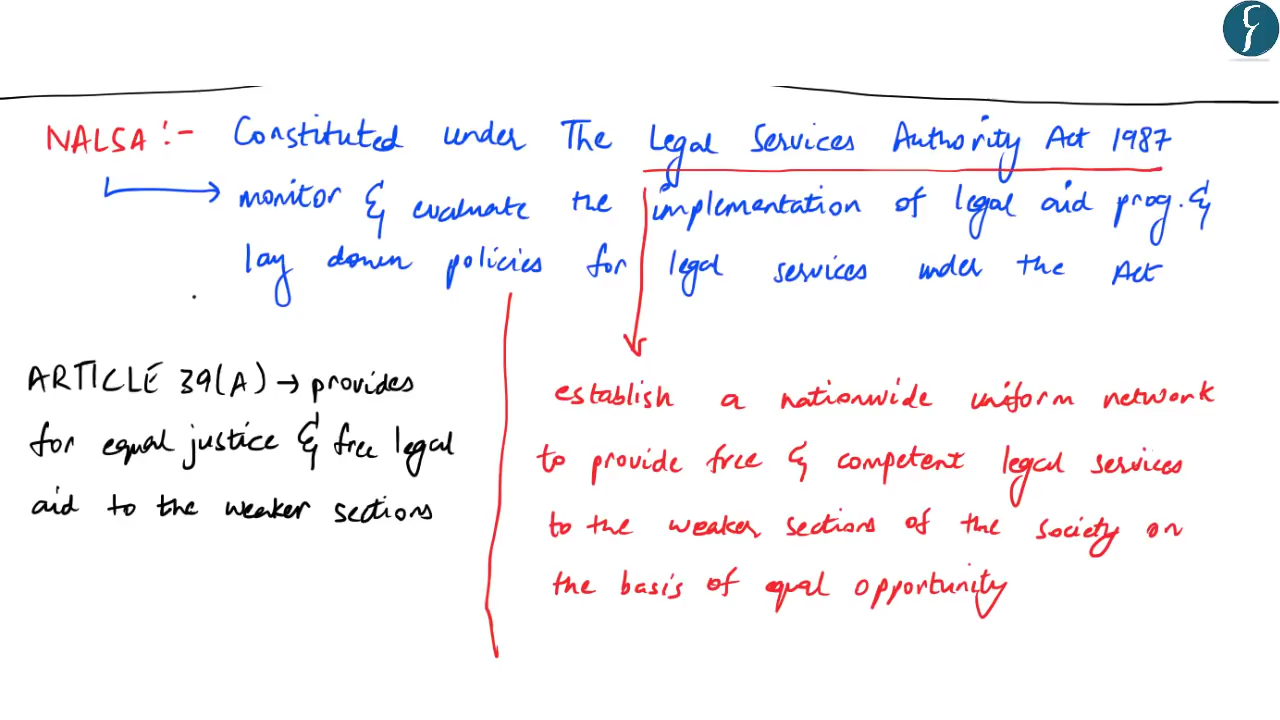 NALSA :- Constituted under The Legal Services Authority Act 1987
monitor & evaluate the implementation of legal aid prog. &
lay down policies for legal services under the Act
ARTICLE 39(A) → provides
for equal justice & free legal
aid to the weaker sections
establish a nationwide uniform network
to provide free & competent legal services
to the weaker sections of the society on
the basis of equal opportunity